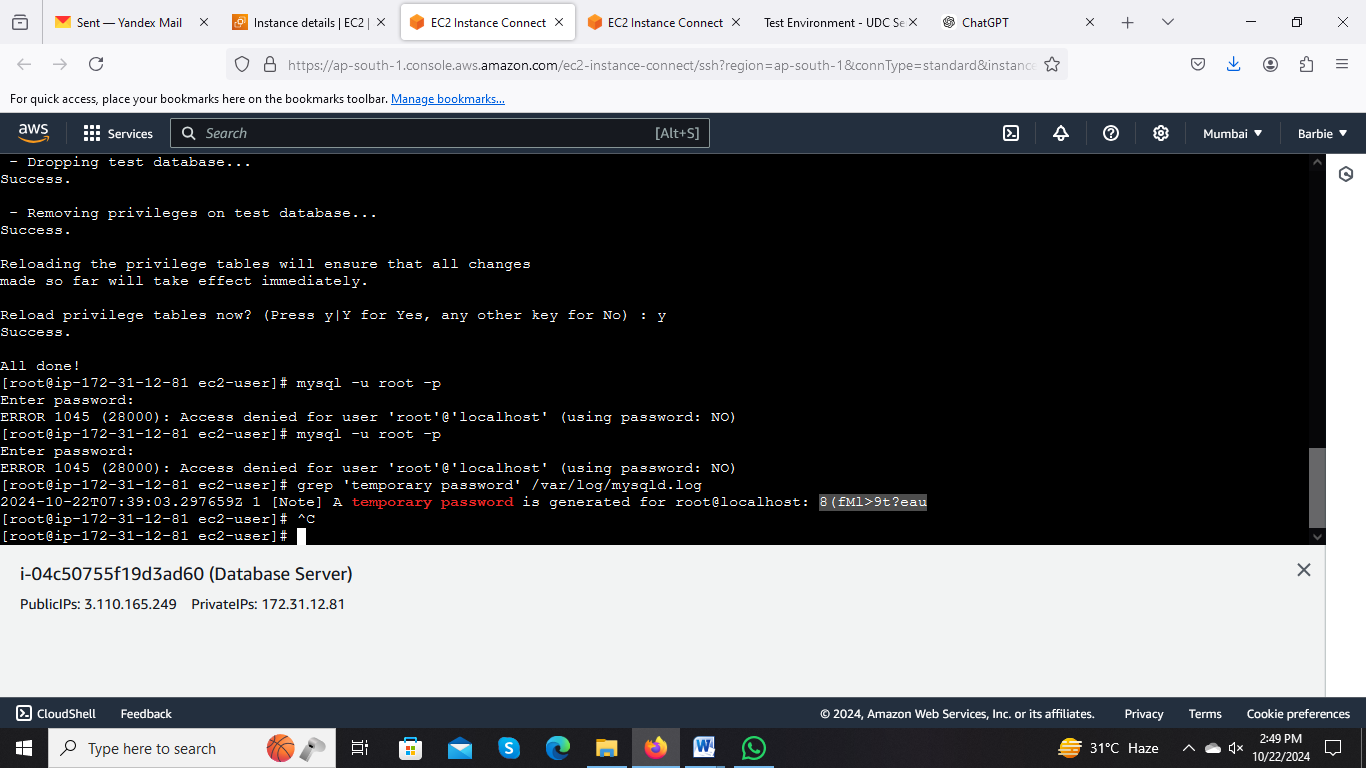 Sent — Yandex Mail
Instance details | EC2 |
EC2 Instance Connect
EC2 Instance Connect
Test Environment - UDC Se
ChatGPT
https://ap-south-1.console.aws.amazon.com/ec2-instance-connect/ssh?region=ap-south-1&connType=standard&instance
For quick access, place your bookmarks here on the bookmarks toolbar. Manage bookmarks...
aws
Services
Search
[Alt+S]
Mumbai
Barbie
- Dropping test database...
Success.
- Removing privileges on test database...
Success.
Reloading the privilege tables will ensure that all changes
made so far will take effect immediately.
Reload privilege tables now? (Press y|Y for Yes, any other key for No) : y
Success.
All done!
[root@ip-172-31-12-81 ec2-user]# mysql -u root -p
Enter password:
ERROR 1045 (28000): Access denied for user 'root'@'localhost' (using password: NO)
[root@ip-172-31-12-81 ec2-user]# mysql -u root -p
Enter password:
ERROR 1045 (28000): Access denied for user 'root'@'localhost' (using password: NO)
[root@ip-172-31-12-81 ec2-user]# grep 'temporary password' /var/log/mysqld.log
2024-10-22T07:39:03.297659Z 1 [Note] A temporary password is generated for root@localhost: 8(fMl>9t?eau
[root@ip-172-31-12-81 ec2-user]# ^C
[root@ip-172-31-12-81 ec2-user]#
i-04c50755f19d3ad60 (Database Server)
PublicIPs: 3.110.165.249 PrivateIPs: 172.31.12.81
CloudShell
Feedback
© 2024, Amazon Web Services, Inc. or its affiliates.
Privacy
Terms
Cookie preferences
Type here to search
31°C Haze
2:49 PM
10/22/2024